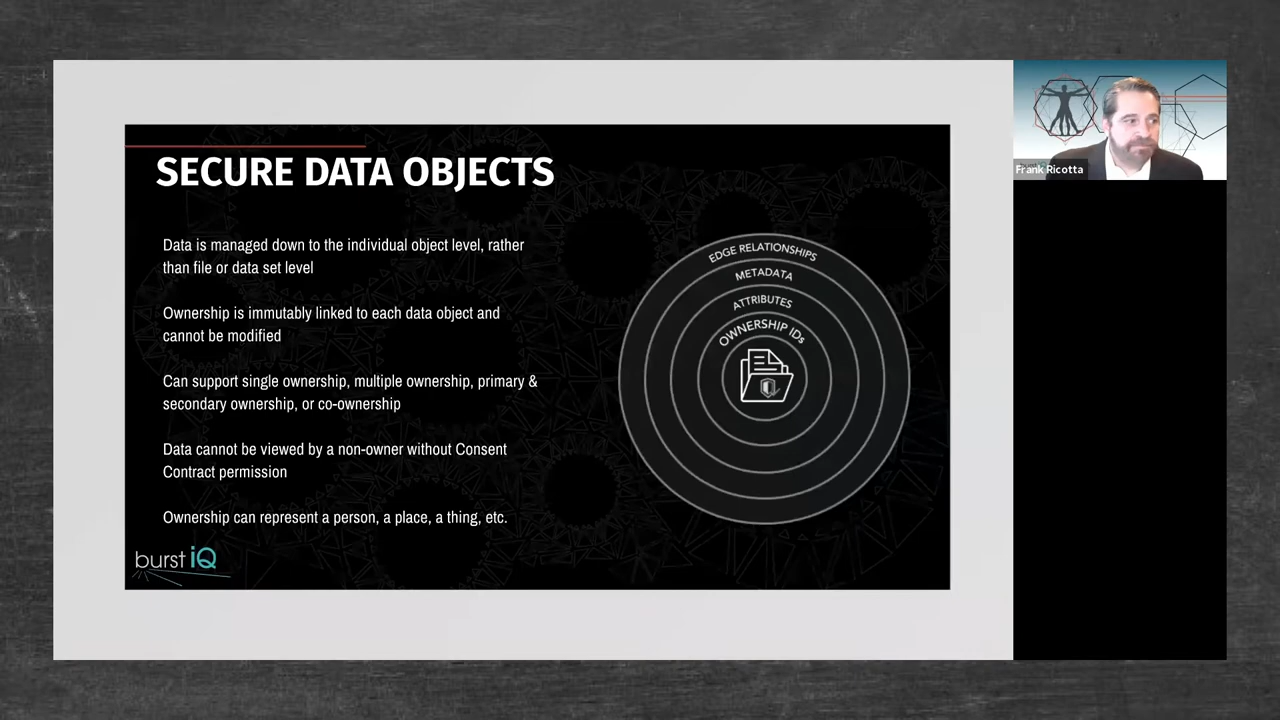 SECURE DATA OBJECTS
Data is managed down to the individual object level, rather
than file or data set level
Ownership is immutably linked to each data object and
cannot be modified
Can support single ownership, multiple ownership, primary &
secondary ownership, or co-ownership
Data cannot be viewed by a non-owner without Consent
Contract permission
Ownership can represent a person, a place, a thing, etc.
burst iQ
EDGE RELATIONSHIPS
METADATA
ATTRIBUTES
OWNERSHIP IDs
Frank Ricotta